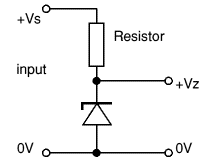 +Vs
Resistor
input
+Vz
0V
0V